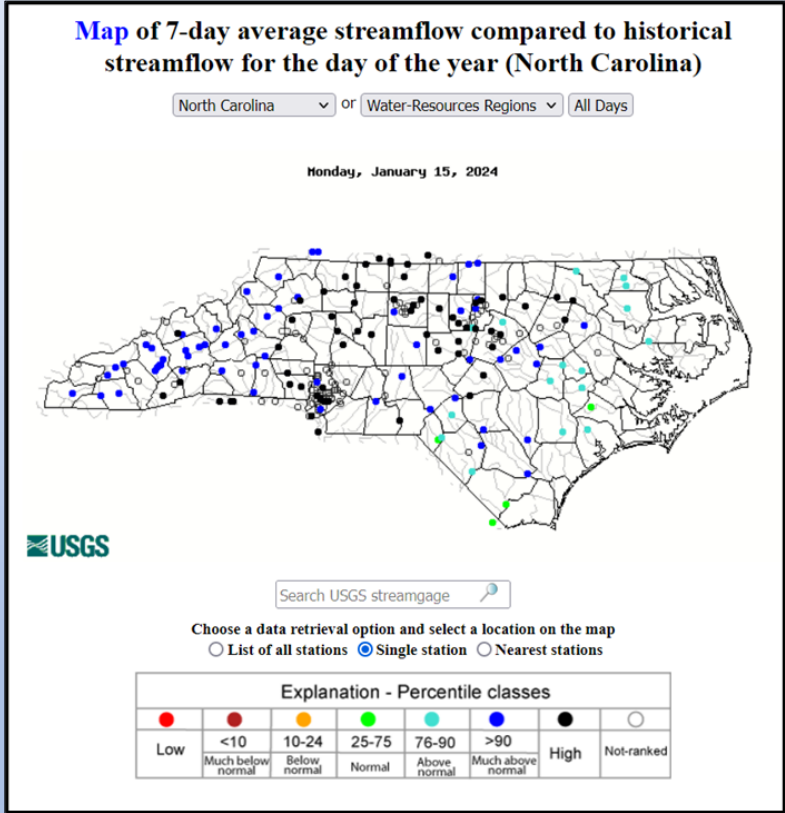 Map of 7-day average streamflow compared to historical
streamflow for the day of the year (North Carolina)
North Carolina or Water-Resources Regions All Days
Monday, January 15, 2024
USGS
Search USGS streamgage
Choose a data retrieval option and select a location on the map
List of all stations Single station Nearest stations
Explanation - Percentile classes
Low
<10
Much below
normal
10-24
Below
normal
25-75
Normal
76-90
Above
normal
>90
Much above
normal
High
Not-ranked